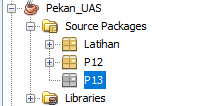 Pekan_UAS
Source Packages
Latihan
P12
P13
Libraries